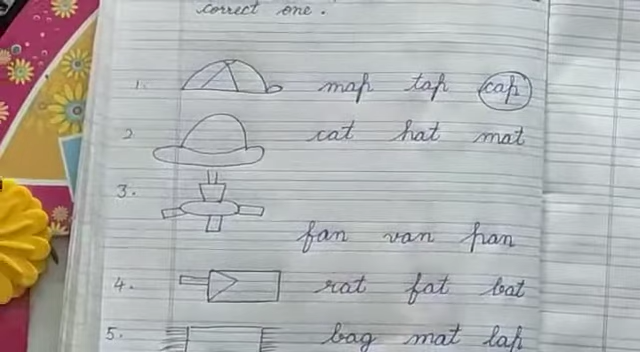 correct one.
1. map tap cap
2 cat hat mat
3.
fan van pan
4. rat fat bat
5. bag mat lap